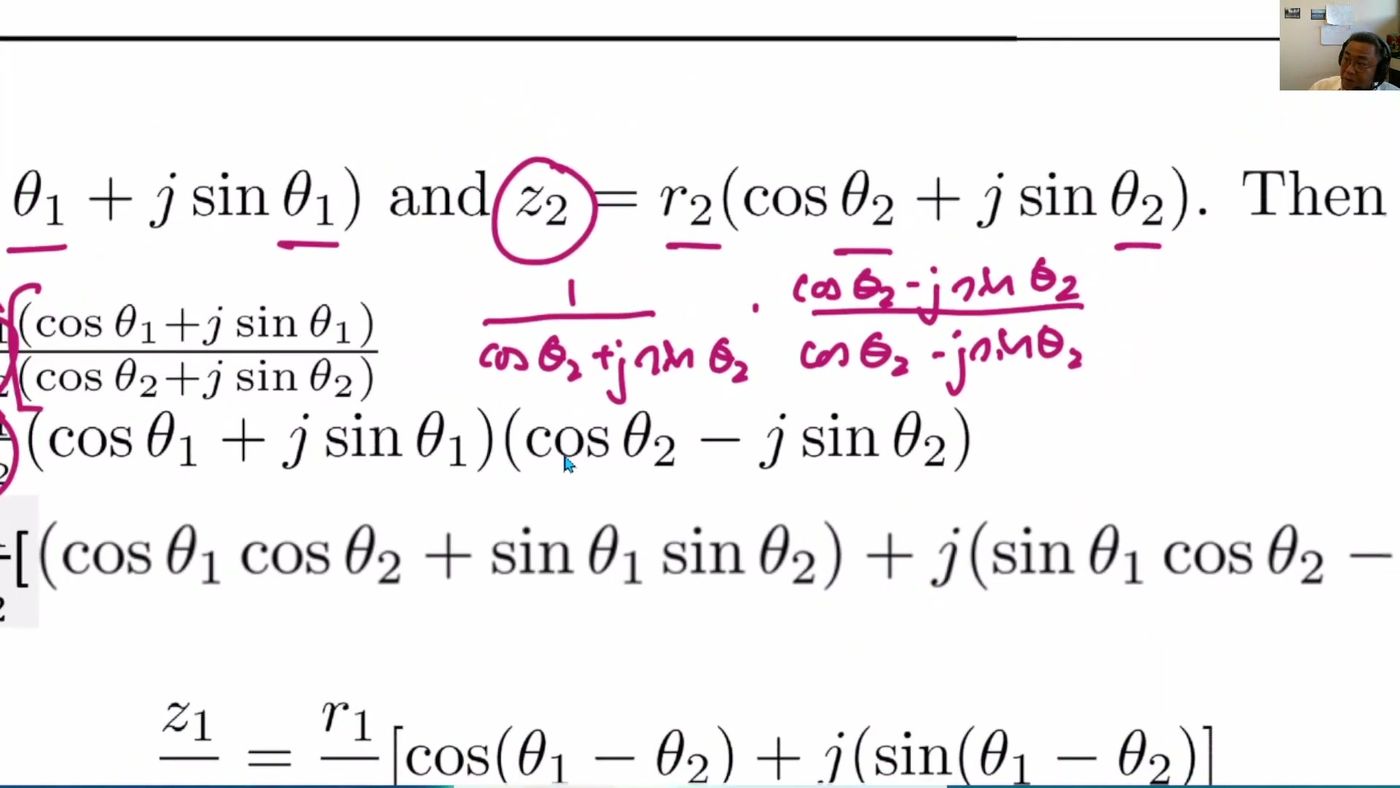 θ₁ + j sin θ₁) and z₂ = r₂(cos θ₂ + j sin θ₂). Then
(cos θ₁+j sin θ₁)
(cos θ₂+j sin θ₂)
1 · cos θ₂ - j sin θ₂
cos θ₂ + j sin θ₂ cos θ₂ - j sin θ₂
(cos θ₁ + j sin θ₁)(cos θ₂ − j sin θ₂)
[(cos θ₁ cos θ₂ + sin θ₁ sin θ₂) + j(sin θ₁ cos θ₂ −
2
z₁ = r₁ [cos(θ₁ − θ₂) + j(sin(θ₁ − θ₂)]